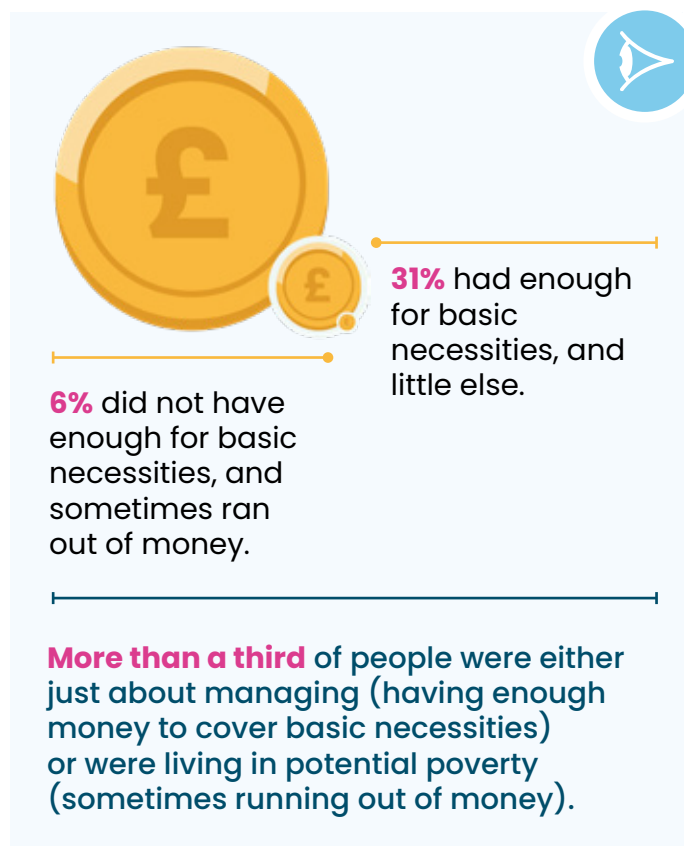 £
£
31% had enough
for basic
necessities, and
little else.
6% did not have
enough for basic
necessities, and
sometimes ran
out of money.
More than a third of people were either
just about managing (having enough
money to cover basic necessities)
or were living in potential poverty
(sometimes running out of money).